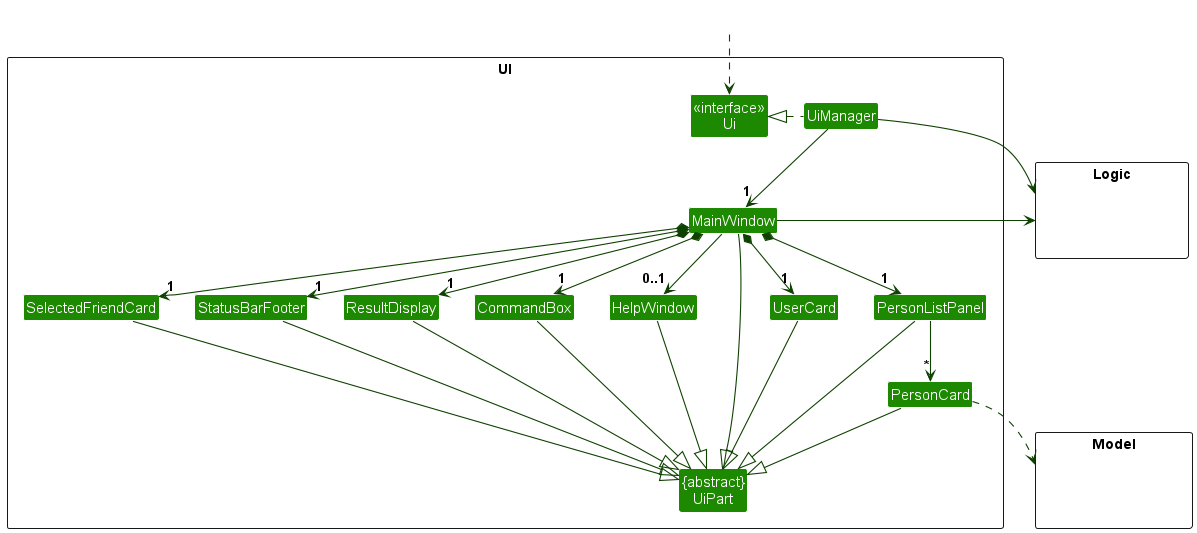 UI
«interface»
Ui
UiManager
Logic
1
MainWindow
1
1
1
1
0..1
1
1
SelectedFriendCard
StatusBarFooter
ResultDisplay
CommandBox
HelpWindow
UserCard
PersonListPanel
*
PersonCard
Model
{abstract}
UiPart